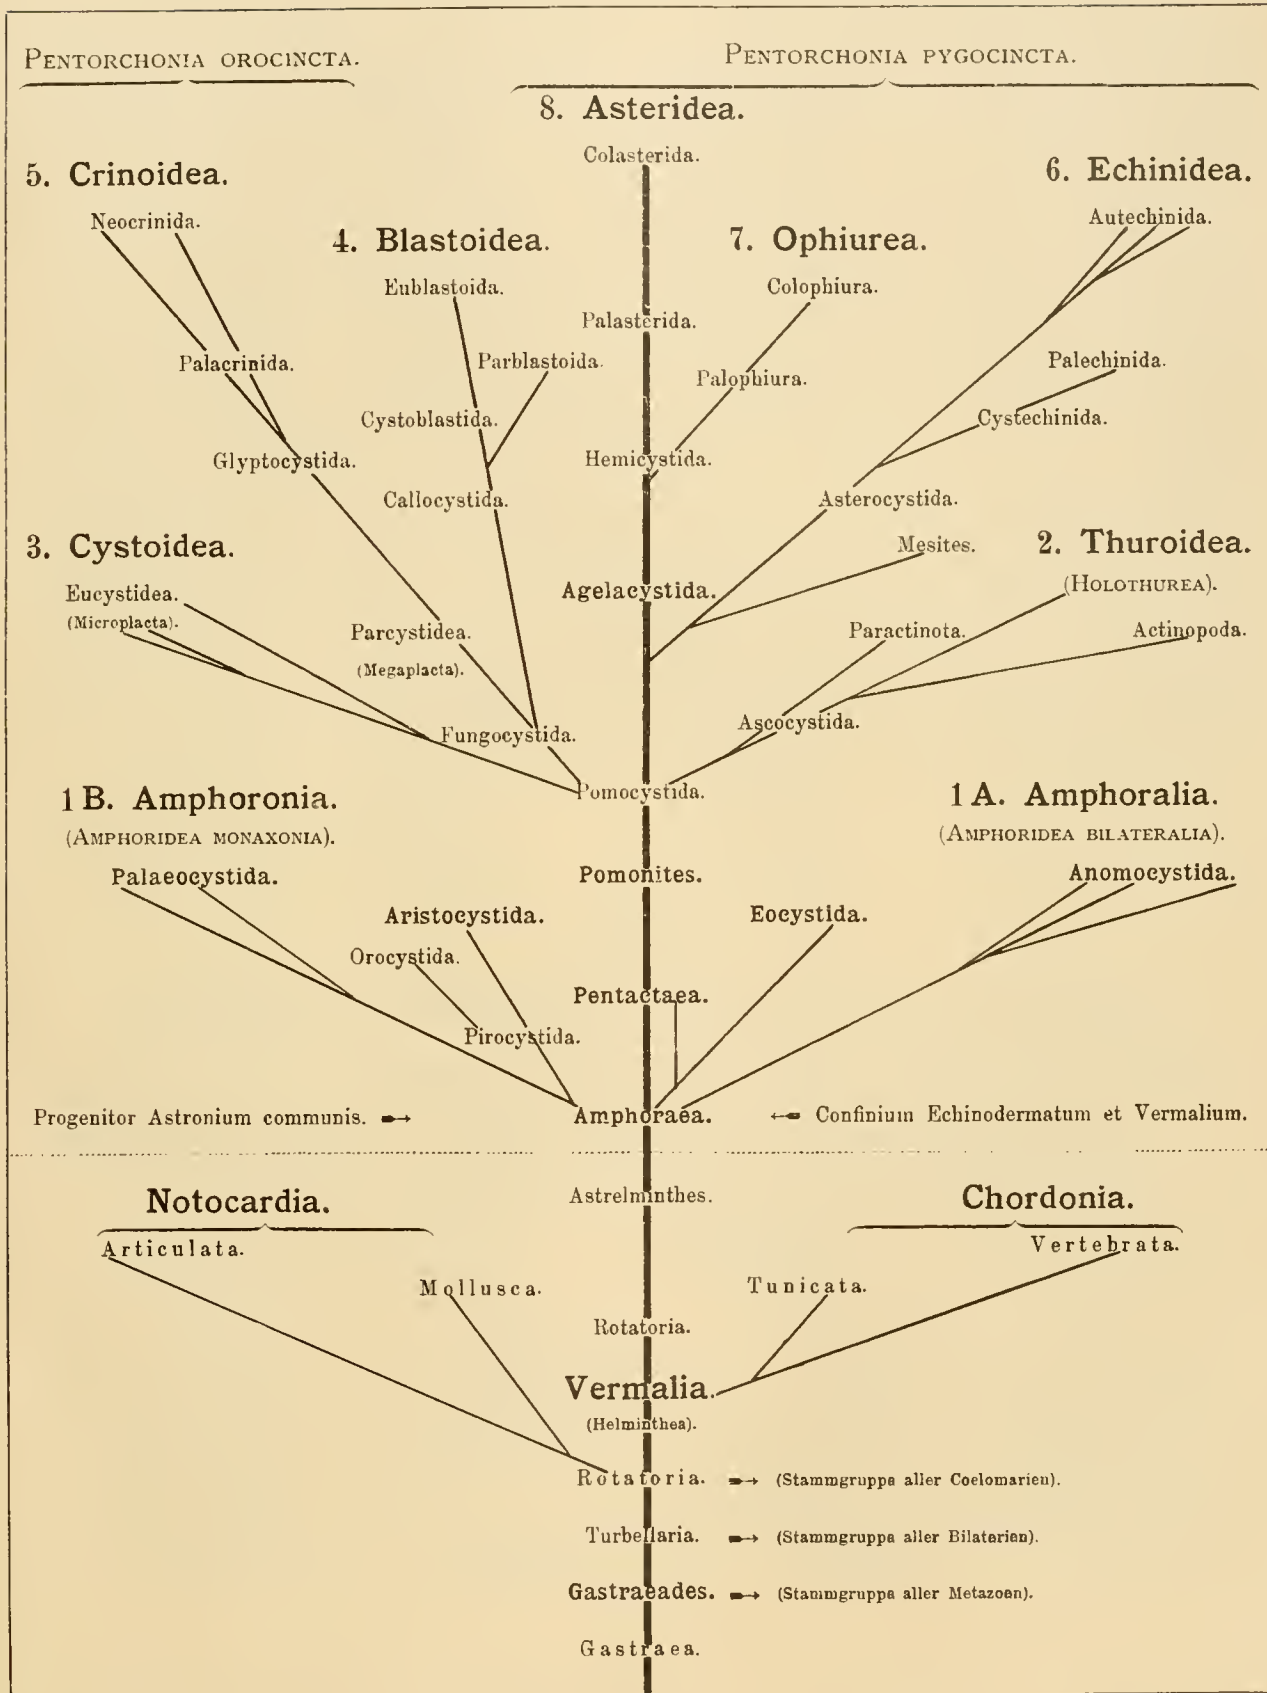 PENTORCHONIA OROCINCTA.
PENTORCHONIA PYGOCINCTA.
8. Asteridea.
Colasterida.
5. Crinoidea.
6. Echinidea.
Neocrinida.
Autechinida.
4. Blastoidea.
7. Ophiurea.
Eublastoida.
Colophiura.
Palasterida.
Palacrinida.
Parblastoida.
Palophiura.
Palechinida.
Cystoblastida.
Cystechinida.
Glyptocystida.
Hemicystida.
Callocystida.
Asterocystida.
3. Cystoidea.
Mesites.
2. Thuroidea.
(HOLOTHUREA).
Eucystidea.
(Microplacta).
Agelacystida.
Parcystidea.
(Megaplacta).
Paractinota.
Actinopoda.
Fungocystida.
Ascocystida.
Pomocystida.
1 B. Amphoronia.
(AMPHORIDEA MONAXONIA).
1 A. Amphoralia.
(AMPHORIDEA BILATERALIA).
Palaeocystida.
Pomonites.
Anomocystida.
Aristocystida.
Eocystida.
Orocystida.
Pentactaea.
Pirocystida.
Progenitor Astronium communis.
Amphoraea.
Confinium Echinodermatum et Vermalium.
Notocardia.
Astrelminthes.
Chordonia.
Articulata.
Vertebrata.
Mollusca.
Tunicata.
Rotatoria.
Vermalia.
(Helminthea).
Rotatoria. (Stammgruppe aller Coelomarien).
Turbellaria. (Stammgruppe aller Bilaterien).
Gastraeades. (Stammgruppe aller Metazoen).
Gastraea.